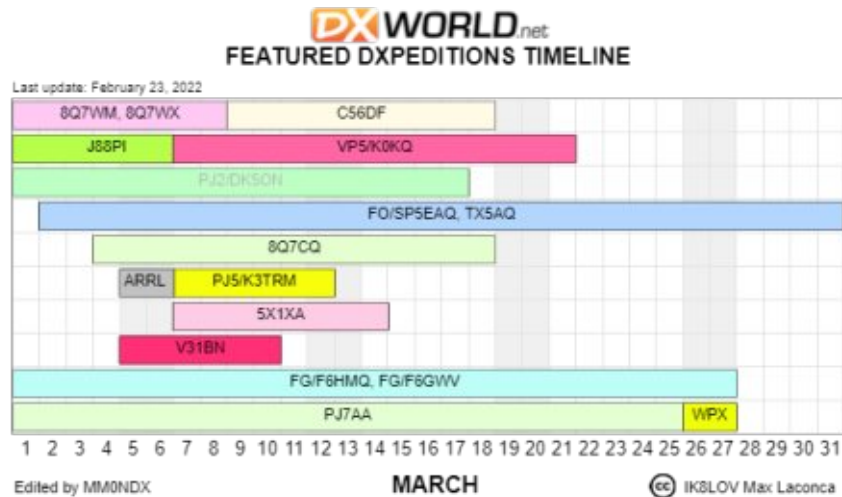 DX WORLD.net
FEATURED DXPEDITIONS TIMELINE
Last update: February 23, 2022
8Q7WM, 8Q7WX C56DF
J88PI VP5/K0KQ
PJ2/DK5ON
FO/SP5EAQ, TX5AQ
8Q7CQ
ARRL PJ5/K3TRM
5X1XA
V31BN
FG/F6HMQ, FG/F6GWV
PJ7AA WPX
1 2 3 4 5 6 7 8 9 10 11 12 13 14 15 16 17 18 19 20 21 22 23 24 25 26 27 28 29 30 31
Edited by MM0NDX MARCH cc IK8LOV Max Laconca